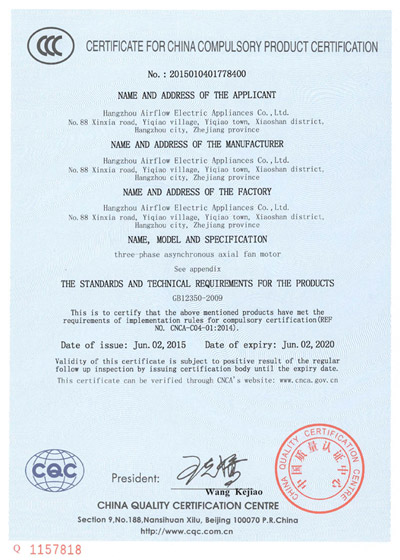 CCC
CERTIFICATE FOR CHINA COMPULSORY PRODUCT CERTIFICATION
No.: 2015010401778400
NAME AND ADDRESS OF THE APPLICANT
Hangzhou Airflow Electric Appliances Co.,Ltd.
No.88 Xinxia road, Yiqiao village, Yiqiao town, Xiaoshan district,
Hangzhou city, Zhejiang province
NAME AND ADDRESS OF THE MANUFACTURER
Hangzhou Airflow Electric Appliances Co.,Ltd.
No.88 Xinxia road, Yiqiao village, Yiqiao town, Xiaoshan district,
Hangzhou city, Zhejiang province
NAME AND ADDRESS OF THE FACTORY
Hangzhou Airflow Electric Appliances Co.,Ltd.
No.88 Xinxia road, Yiqiao village, Yiqiao town, Xiaoshan district,
Hangzhou city, Zhejiang province
NAME, MODEL AND SPECIFICATION
three-phase asynchronous axial fan motor
See appendix
THE STANDARDS AND TECHNICAL REQUIREMENTS FOR THE PRODUCTS
GB12350-2009
This is to certify that the above mentioned products have met the
requirements of implementation rules for compulsory certification(REF
NO. CNCA-C04-01:2014).
Date of issue: Jun.02,2015 Date of expiry: Jun.02,2020
Validity of this certificate is subject to positive result of the regular
follow up inspection by issuing certification body until the expiry date.
This certificate can be verified through CNCA's website: www.cnca.gov.cn
CQC
President:
Wang Kejiao
CHINA QUALITY CERTIFICATION CENTRE
中国质量认证中心
CHINA QUALITY CERTIFICATION CENTRE
Section 9,No.188,Nansihuan Xilu, Beijing 100070 P.R.China
http://www.cqc.com.cn
Q 1157818